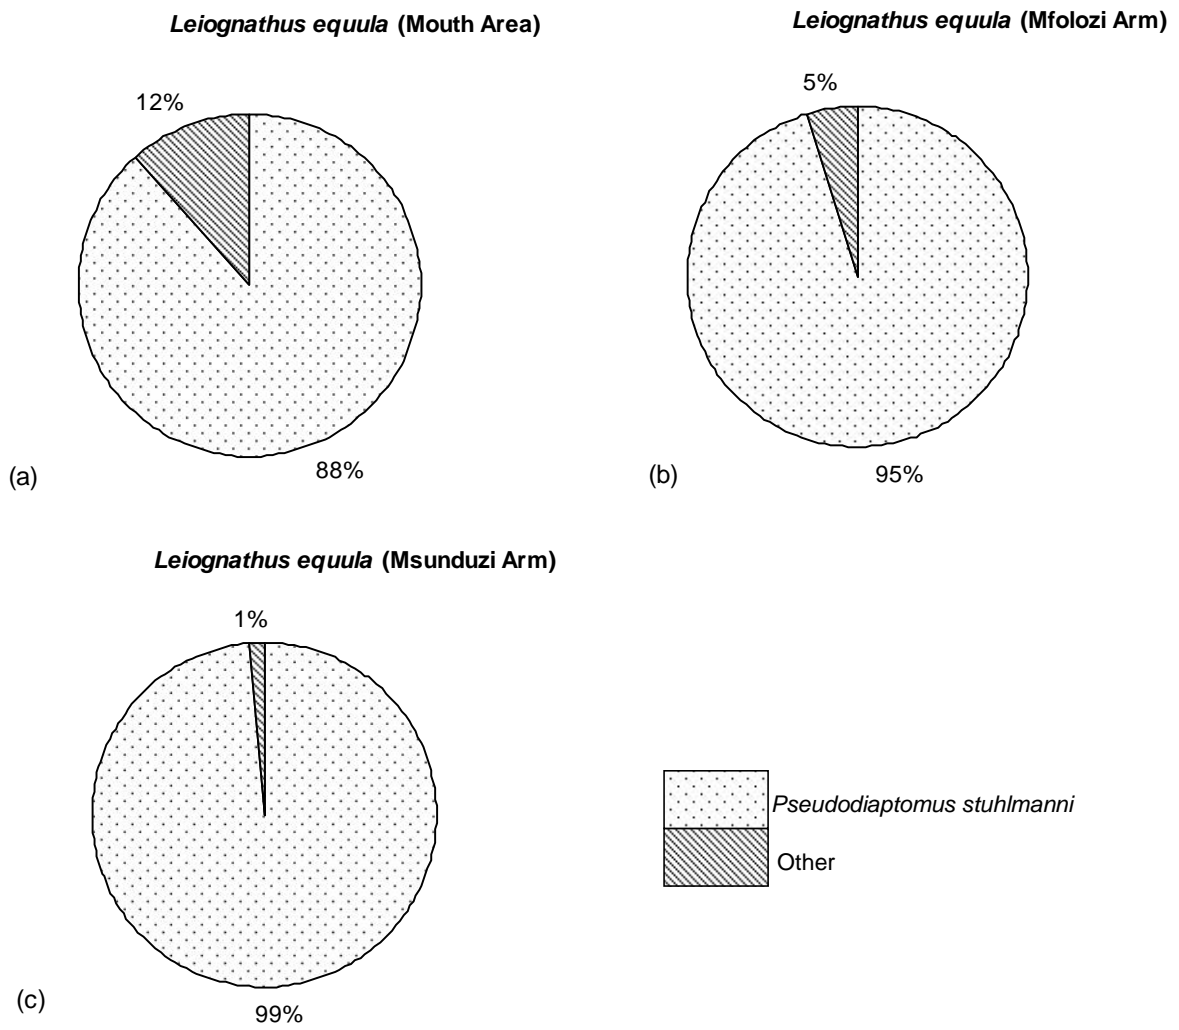 Leiognathus equula (Mouth Area)
12%
88%
(a)
Leiognathus equula (Mfolozi Arm)
5%
95%
(b)
Leiognathus equula (Msunduzi Arm)
1%
99%
(c)
Pseudodiaptomus stuhlmanni
Other